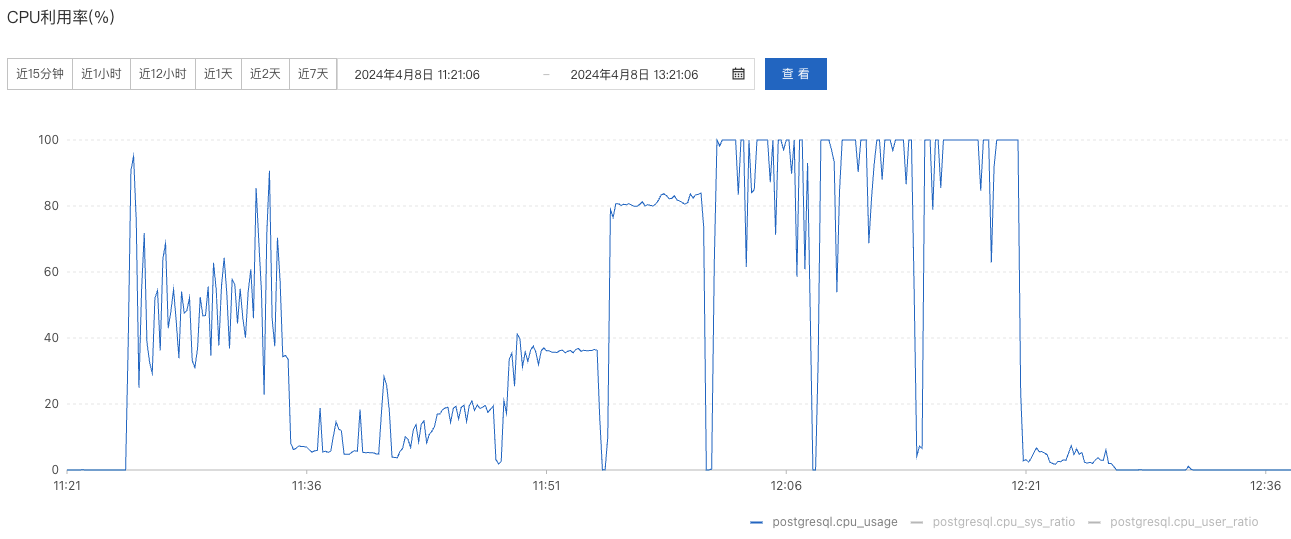 CPU利用率(%)
近15分钟 近1小时 近12小时 近1天 近2天 近7天 2024年4月8日 11:21:06 – 2024年4月8日 13:21:06 查 看
100
80
60
40
20
0
11:21 11:36 11:51 12:06 12:21 12:36
postgresql.cpu_usage postgresql.cpu_sys_ratio postgresql.cpu_user_ratio